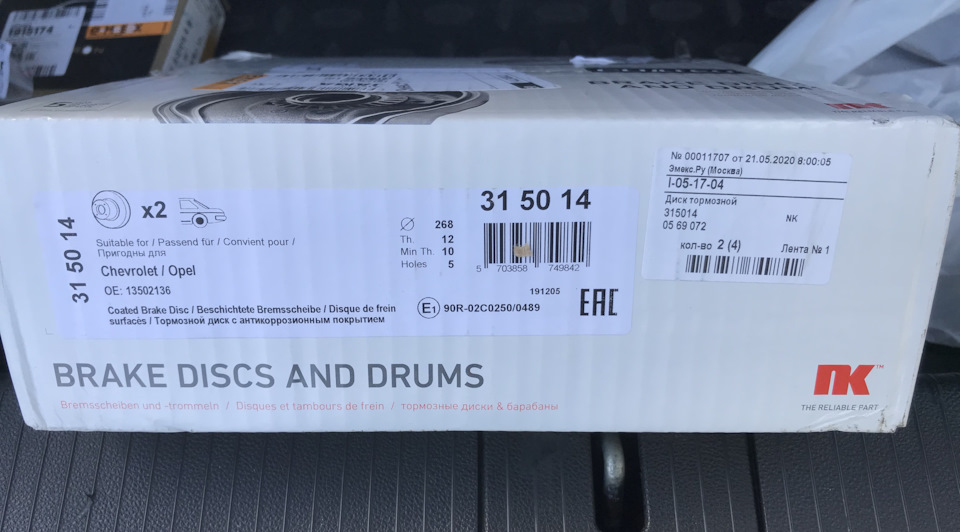 1915174
NK
31 50 14
x2
Suitable for / Passend für / Convient pour /
Пригодны для
Chevrolet / Opel
OE: 13502136
Coated Brake Disc / Beschichtete Bremsscheibe / Disque de frein
surfacès / Тормозной диск с антикоррозионным покрытием
31 50 14
268
Th. 12
Min Th. 10
Holes 5
5 703858 749842
191205
E1 90R-02C0250/0489
EAC
№ 00011707 от 21.05.2020 8:00:05
Эмекс.Ру (Москва)
I-05-17-04
Диск тормозной
315014 NK
05 69 072
кол-во 2 (4) Лента № 1
BRAKE DISCS AND DRUMS
Bremsscheiben und -trommeln / Disques et tambours de frein / тормозные диски & барабаны
NK™
THE RELIABLE PART